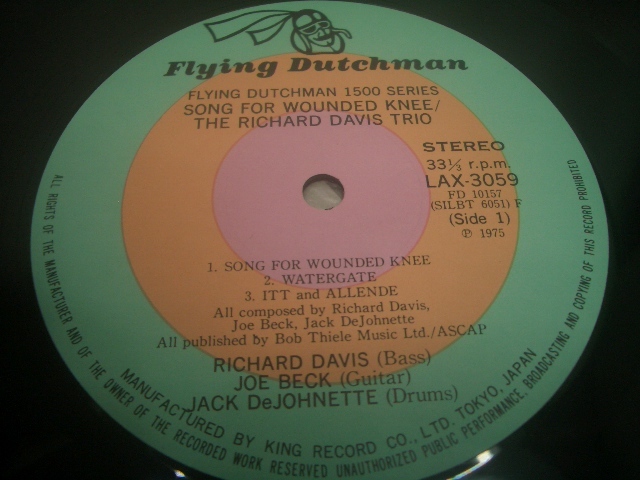 Flying Dutchman
FLYING DUTCHMAN 1500 SERIES
SONG FOR WOUNDED KNEE/
THE RICHARD DAVIS TRIO
STEREO
33⅓ r.p.m.
LAX-3059
FD 10157
(SILBT 6051) F
(Side 1)
Ⓟ 1975
1. SONG FOR WOUNDED KNEE
2. WATERGATE
3. ITT and ALLENDE
All composed by Richard Davis,
Joe Beck, Jack DeJohnette
All published by Bob Thiele Music Ltd./ASCAP
RICHARD DAVIS (Bass)
JOE BECK (Guitar)
JACK DeJOHNETTE (Drums)
MANUFACTURED BY KING RECORD CO., LTD. TOKYO, JAPAN
ALL RIGHTS OF THE MANUFACTURER AND OF THE OWNER OF THE RECORDED WORK RESERVED UNAUTHORIZED PUBLIC PERFORMANCE, BROADCASTING AND COPYING OF THIS RECORD PROHIBITED